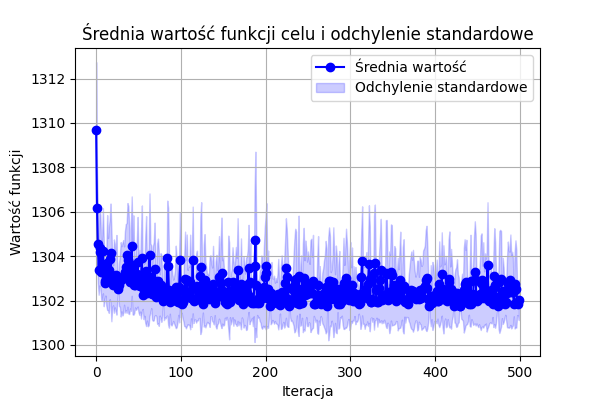 Średnia wartość funkcji celu i odchylenie standardowe
Średnia wartość
Odchylenie standardowe
Wartość funkcji
1312
1310
1308
1306
1304
1302
1300
0
100
200
300
400
500
Iteracja